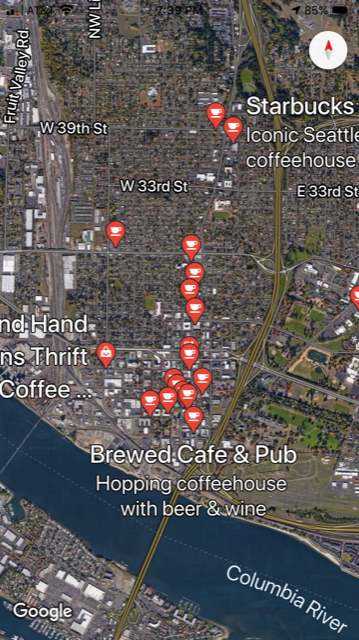 AT&T 7:39 PM 85%
NW Li
Fruit Valley Rd
Starbucks
Iconic Seattle
coffeehouse
W 39th St
W 33rd St
E 33rd St
nd Hand
ns Thrift
Coffee ...
Brewed Cafe & Pub
Hopping coffeehouse
with beer & wine
Columbia River
Google